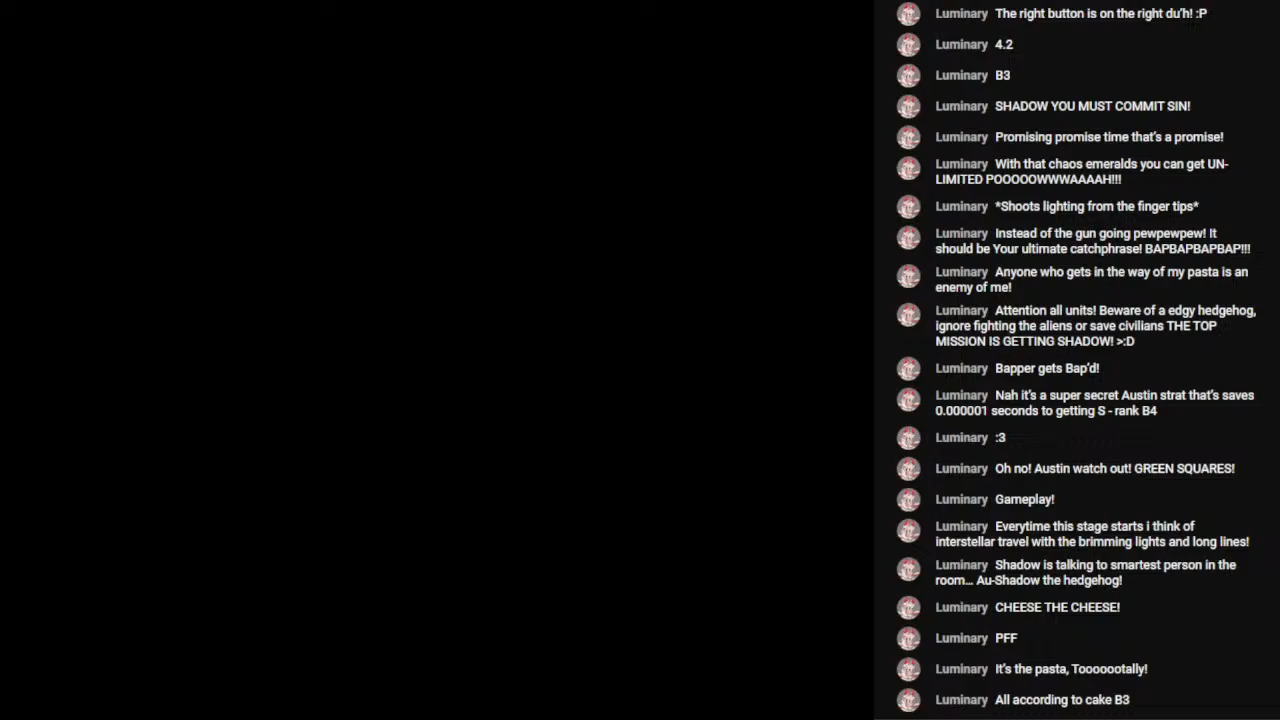 Luminary The right button is on the right du'h! :P
Luminary 4.2
Luminary B3
Luminary SHADOW YOU MUST COMMIT SIN!
Luminary Promising promise time that's a promise!
Luminary With that chaos emeralds you can get UN-
LIMITED POOOOOWWWAAAAH!!!
Luminary *Shoots lighting from the finger tips*
Luminary Instead of the gun going pewpewpew! It
should be Your ultimate catchphrase! BAPBAPBAPBAP!!!
Luminary Anyone who gets in the way of my pasta is an
enemy of me!
Luminary Attention all units! Beware of a edgy hedgehog,
ignore fighting the aliens or save civilians THE TOP
MISSION IS GETTING SHADOW! >:D
Luminary Bapper gets Bap'd!
Luminary Nah it's a super secret Austin strat that's saves
0.000001 seconds to getting S - rank B4
Luminary :3
Luminary Oh no! Austin watch out! GREEN SQUARES!
Luminary Gameplay!
Luminary Everytime this stage starts i think of
interstellar travel with the brimming lights and long lines!
Luminary Shadow is talking to smartest person in the
room... Au-Shadow the hedgehog!
Luminary CHEESE THE CHEESE!
Luminary PFF
Luminary It's the pasta, Tooooootally!
Luminary All according to cake B3